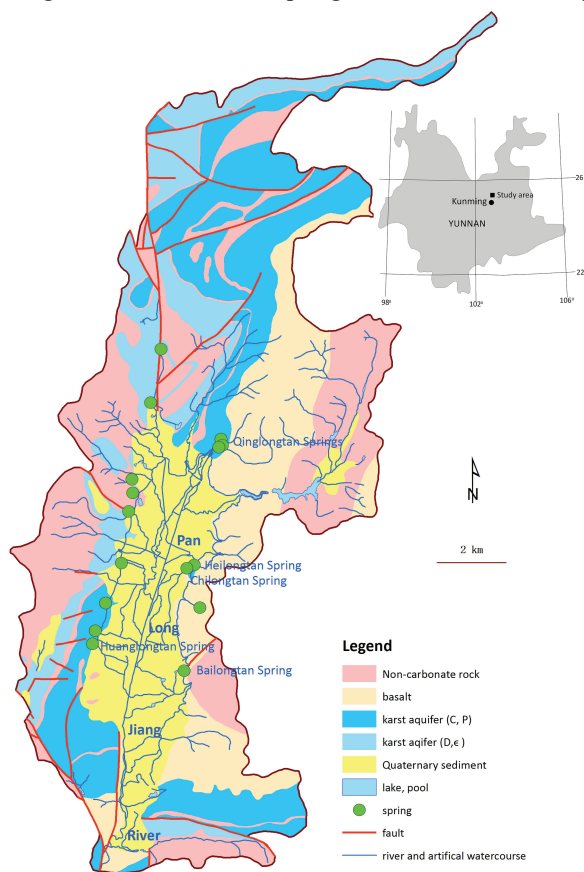 26
Study area
Kunming
YUNNAN
22
98°
102°
106°
Qinglongtan Springs
N
Pan
2 km
Heilongtan Spring
Chilongtan Spring
Long
Huanglongtan Spring
Bailongtan Spring
Jiang
River
Legend
Non-carbonate rock
basalt
karst aquifer (C, P)
karst aqifer (D,ϵ )
Quaternary sediment
lake, pool
spring
fault
river and artifical watercourse